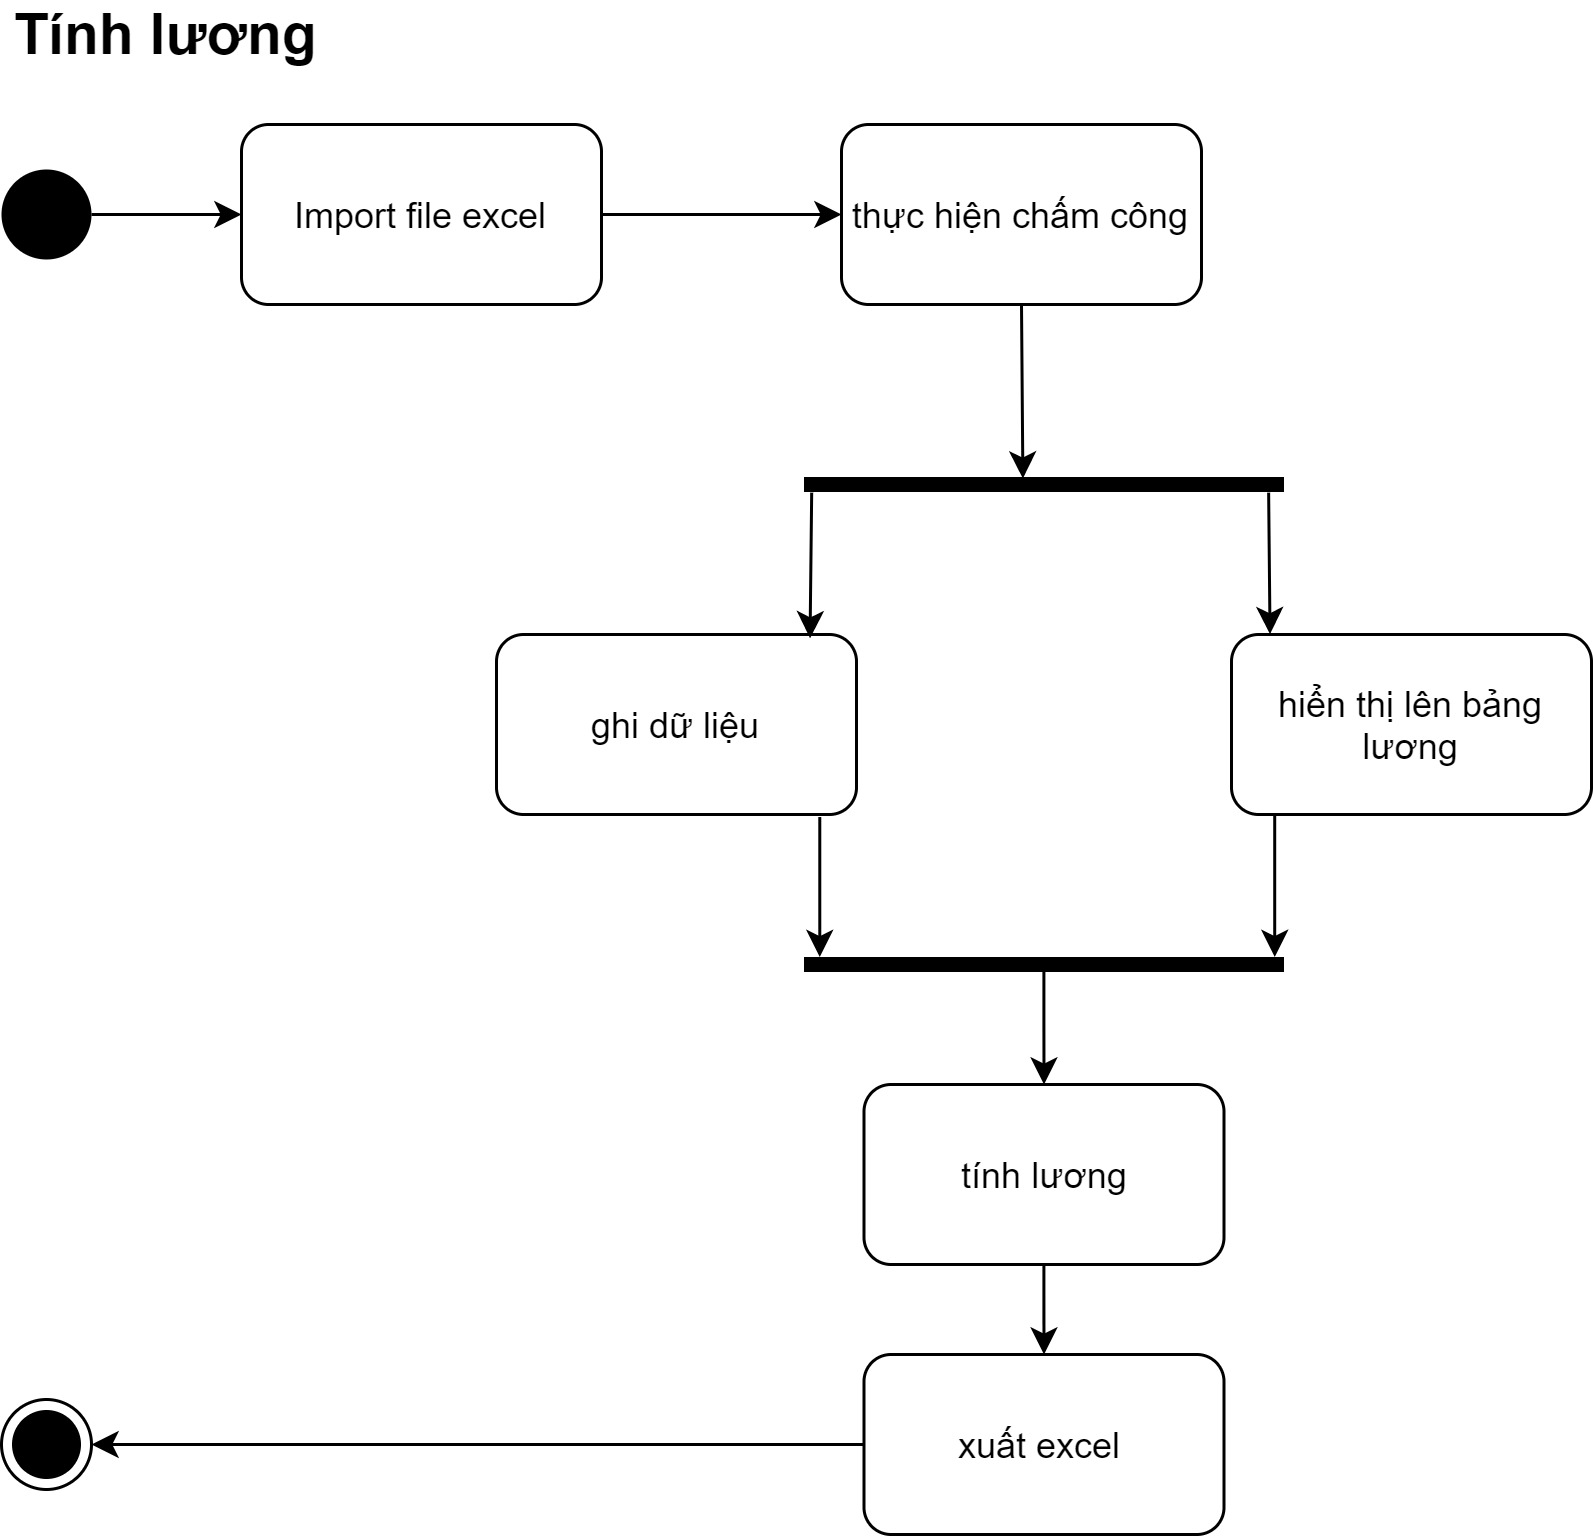 Tính lương
Import file excel
thực hiện chấm công
ghi dữ liệu
hiển thị lên bảng
lương
tính lương
xuất excel